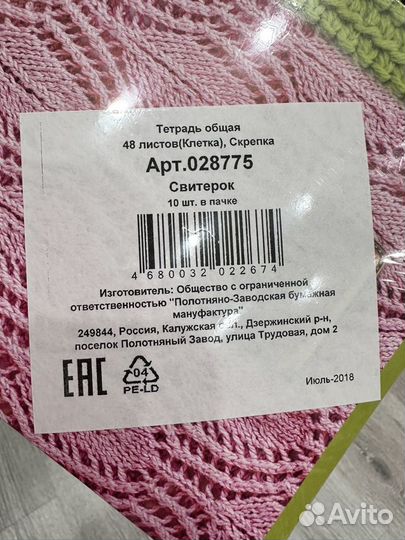 Тетрадь общая
48 листов(Клетка), Скрепка
Арт.028775
Свитерок
10 шт. в пачке
4 680032 022674
Изготовитель: Общество с ограниченной
ответственностью "Полотняно-Заводская бумажная
мануфактура"
249844, Россия, Калужская обл., Дзержинский р-н,
поселок Полотняный Завод, улица Трудовая, дом 2
EAC
04
PE-LD
Июль-2018
Avito